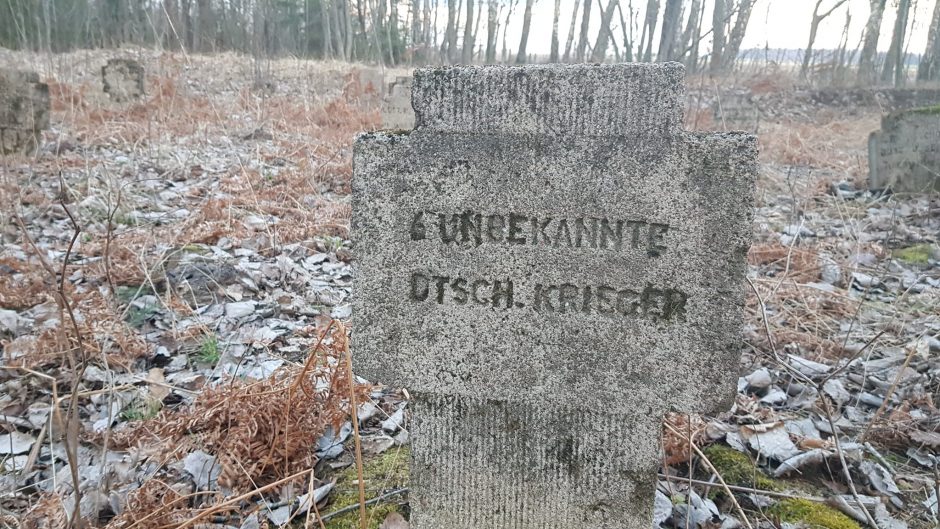 6 UNBEKANNTE
DTSCH. KRIEGER